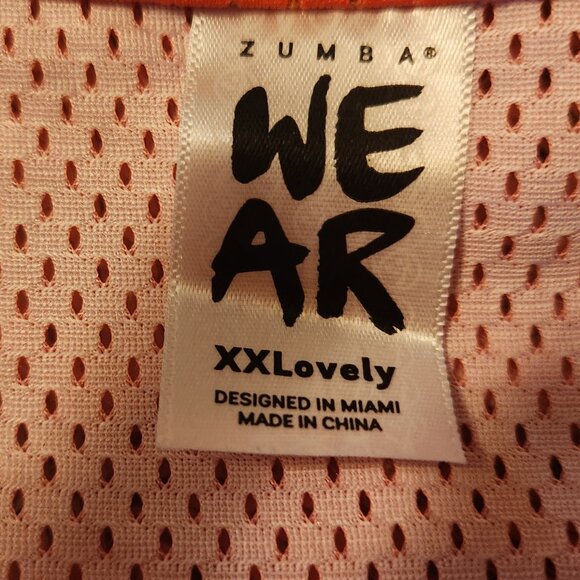 ZUMBA®
WE
AR
XXLovely
DESIGNED IN MIAMI
MADE IN CHINA